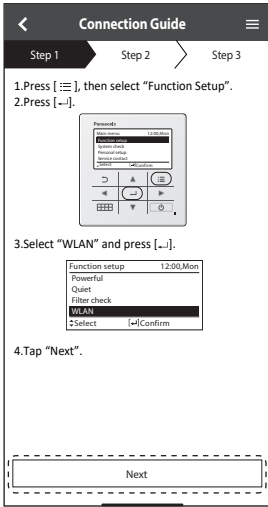 Connection Guide
Step 1 Step 2 Step 3
1.Press [ ], then select “Function Setup”.
2.Press [↵].
Panasonic
Main menu 12:00,Mon
Function setup
System check
Personal setup
Service contact
Select [↵]Confirm
3.Select “WLAN” and press [↵].
Function setup 12:00,Mon
Powerful
Quiet
Filter check
WLAN
Select [↵]Confirm
4.Tap “Next”.
Next